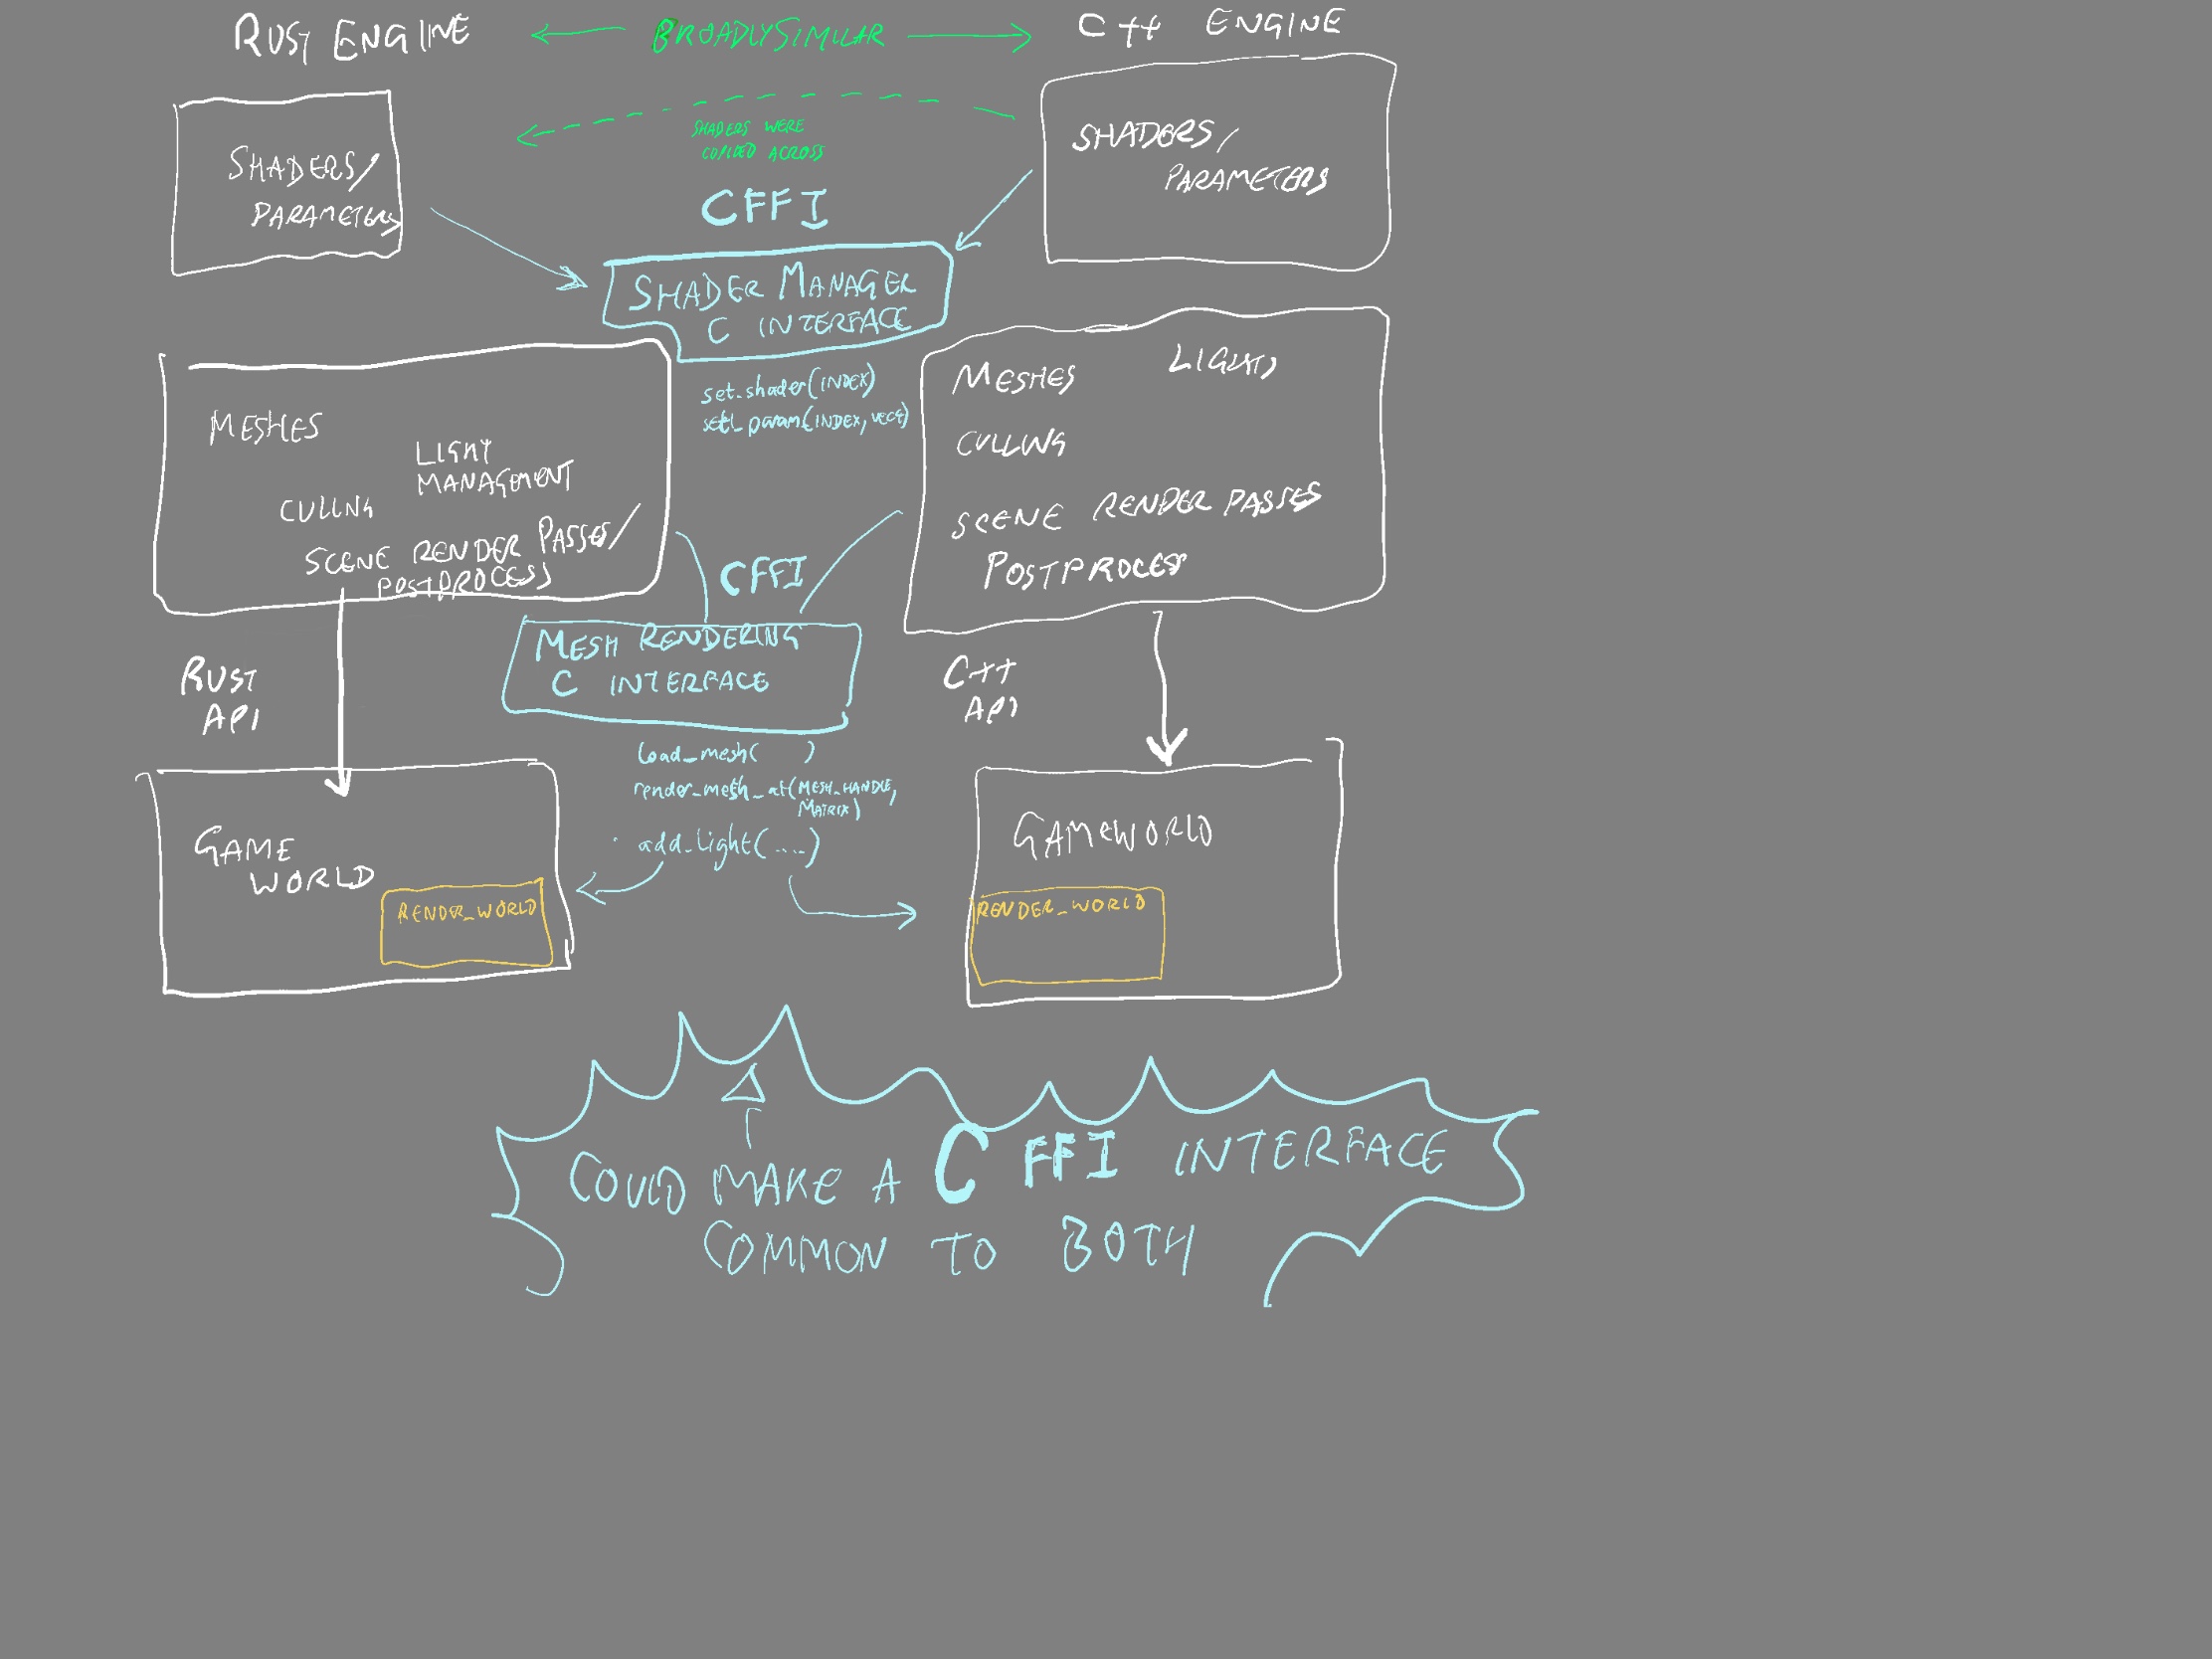 RUST ENGINE
BROADLY SIMILAR
C++ ENGINE
SHADERS WERE
COPIED ACROSS
SHADERS/
PARAMETERS
SHADERS/
PARAMETERS
CFFI
SHADER MANAGER
C INTERFACE
set_shader(INDEX)
set_param(INDEX, VEC4)
MESHES
LIGHT
MANAGEMENT
CULLING
SCENE RENDER PASSES/
POSTPROCESS
MESHES
LIGHTS
CULLING
SCENE RENDER PASSES
POSTPROCESS
CFFI
MESH RENDERING
C INTERFACE
RUST
API
C++
API
load_mesh( )
render_mesh_at(MESH_HANDLE,
MATRIX)
add_light(....)
GAME
WORLD
RENDER_WORLD
GAMEWORLD
RENDER_WORLD
COULD MAKE A C FFI INTERFACE
COMMON TO BOTH